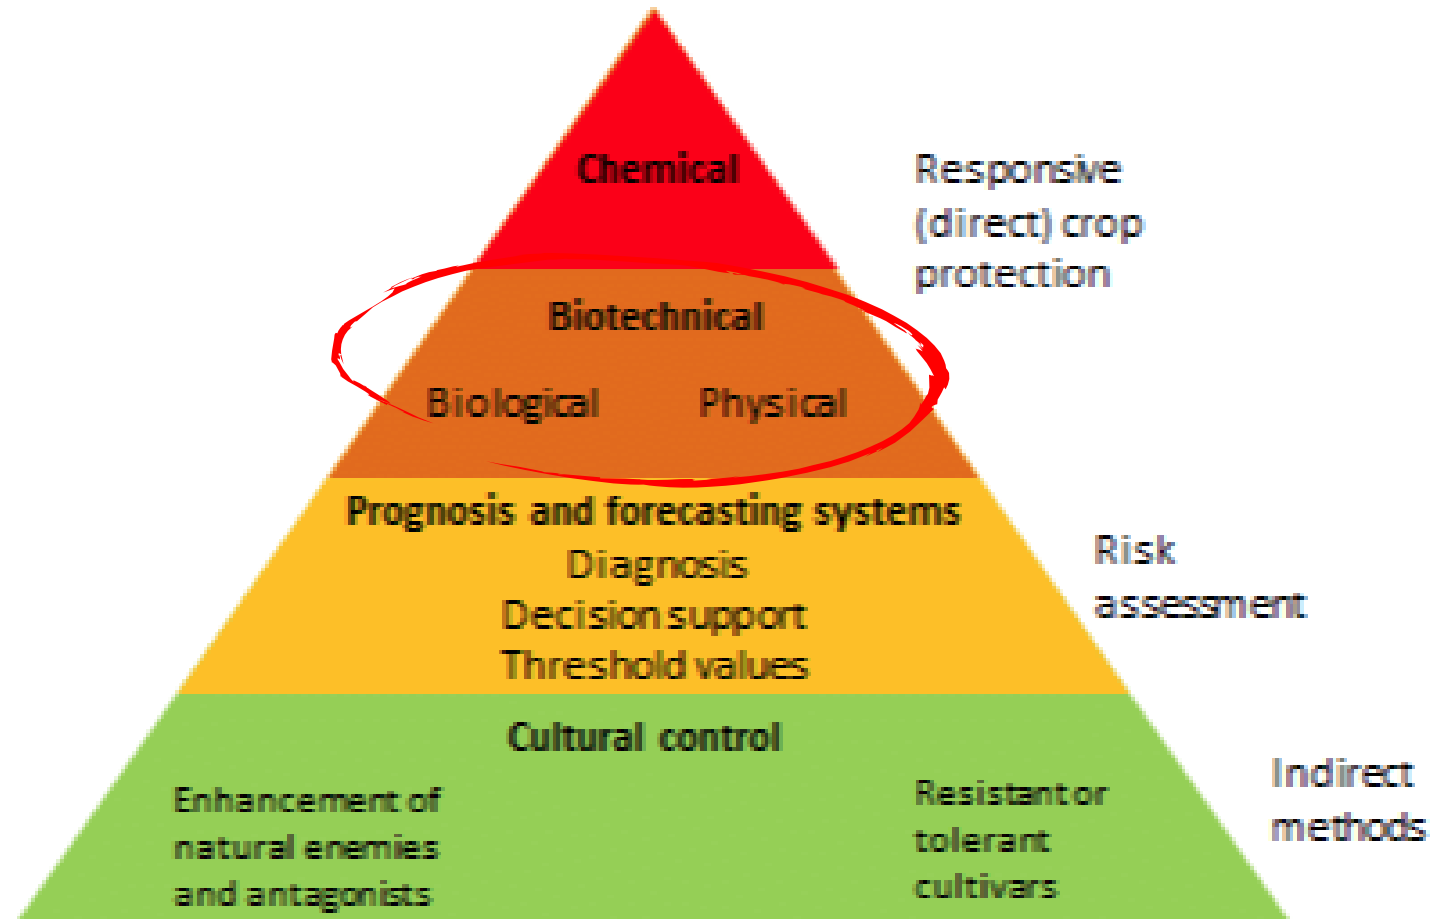 Chemical
Responsive
(direct) crop
protection
Biotechnical
Biological
Physical
Prognosis and forecasting systems
Diagnosis
Decision support
Threshold values
Risk
assessment
Cultural control
Enhancement of
natural enemies
and antagonists
Resistant or
tolerant
cultivars
Indirect
methods